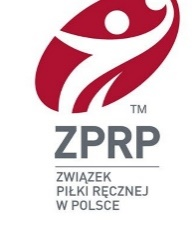 TM
ZPRP
ZWIĄZEK
PIŁKI RĘCZNEJ
W POLSCE